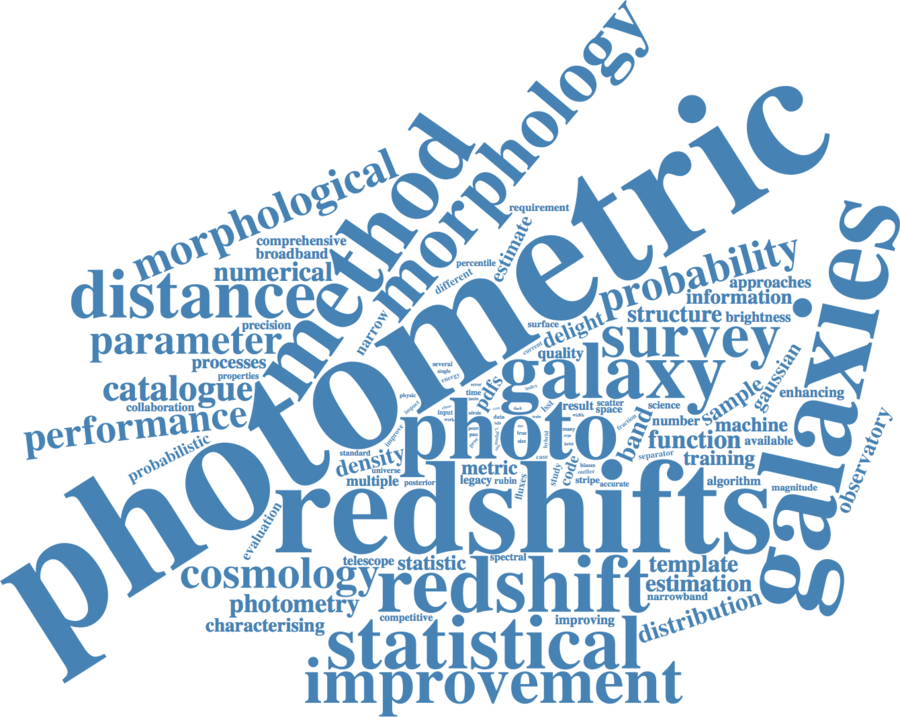 photometric
redshifts
galaxies
morphology
method
morphological
distance
numerical
comprehensive
broadband
parameter
precision
processes
properties
catalogue
collaboration
performance
probabilistic
requirement
estimate
percentile
different
narrow
probability
approaches
information
structure
brightness
survey
surface
delight
current
quality
galaxy
gaussian
enhancing
sample
pdfs
several
single
energy
time
photo
result
scatter
space
science
number
machine
band
fraction
function
available
separator
training
observatory
standard
density
universe
multiple
posterior
improve
metric
legacy
rubin
fluxes
study
code
stripe
accurate
algorithm
magnitude
evaluation
telescope
statistic
spectral
cosmology
redshift
template
estimation
narrowband
photometry
characterising
competitive
improving
distribution
statistical
improvement
physic
input
data
lsst